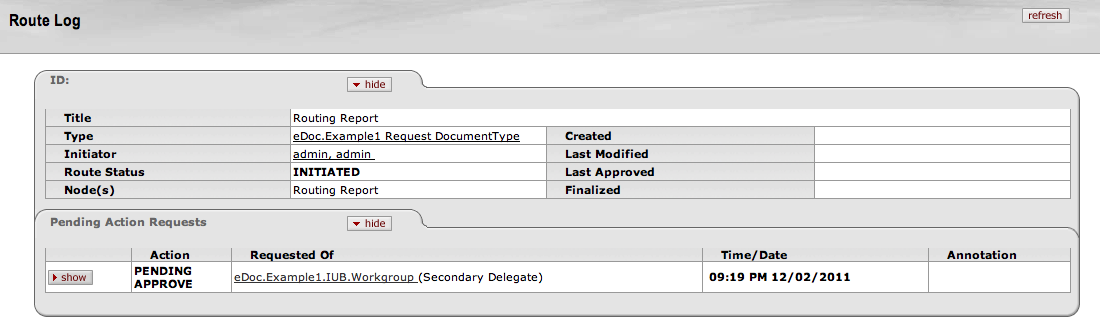 Route Log
refresh
ID:
hide
Title Routing Report
Type eDoc.Example1 Request DocumentType Created
Initiator admin, admin Last Modified
Route Status INITIATED Last Approved
Node(s) Routing Report Finalized
Pending Action Requests
hide
Action Requested Of Time/Date Annotation
show PENDING APPROVE eDoc.Example1.IUB.Workgroup (Secondary Delegate) 09:19 PM 12/02/2011